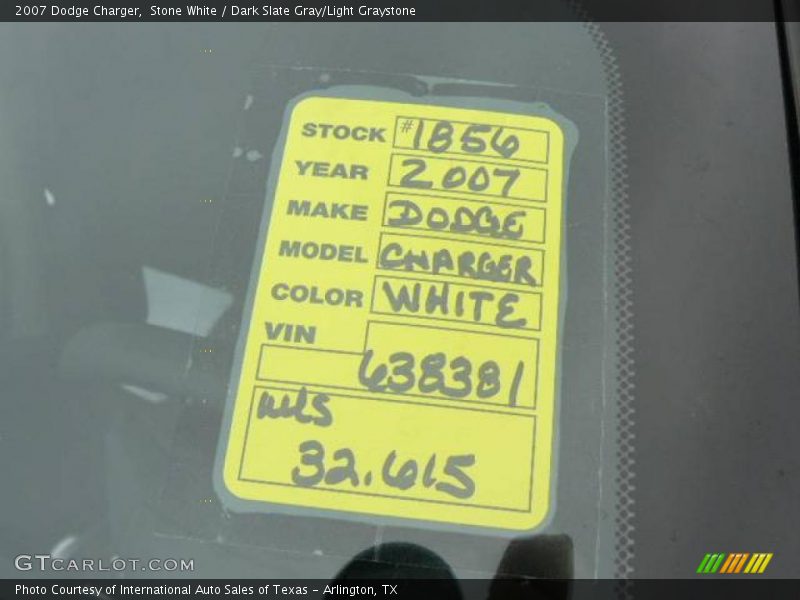 2007 Dodge Charger,  Stone White / Dark Slate Gray/Light Graystone
STOCK #1856
YEAR 2007
MAKE DODGE
MODEL CHARGER
COLOR WHITE
VIN
638381
mls
32.615
GTCARLOT.COM
Photo Courtesy of International Auto Sales of Texas - Arlington, TX